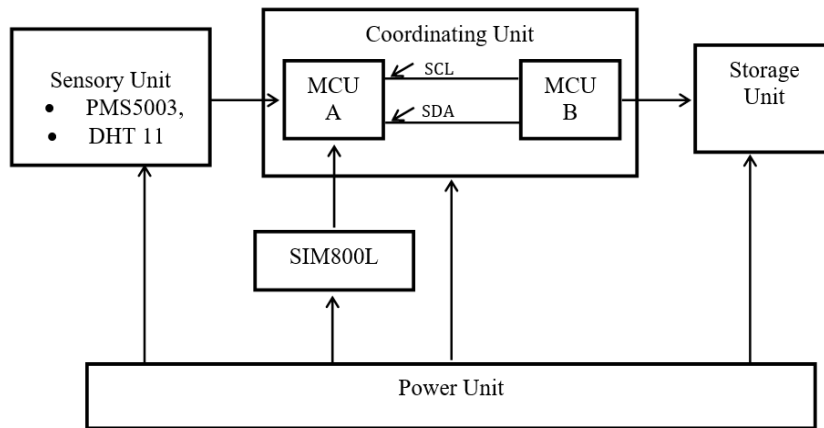 Sensory Unit
• PMS5003,
• DHT 11
Coordinating Unit
MCU
A
SCL
SDA
MCU
B
Storage
Unit
SIM800L
Power Unit